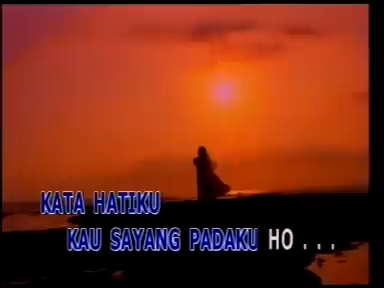 KATA HATIKU
KAU SAYANG PADAKU HO . . .